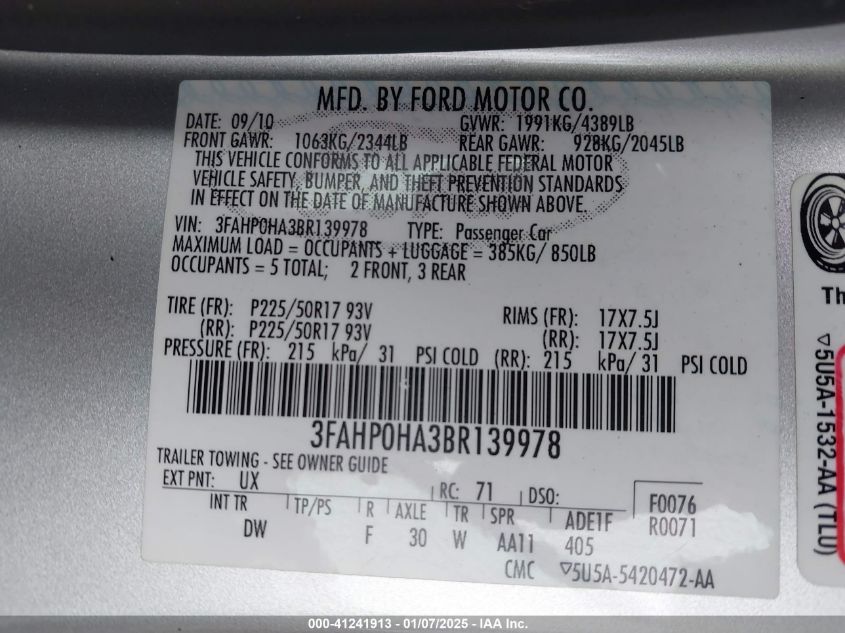 MFD. BY FORD MOTOR CO.
DATE: 09/10 GVWR: 1991KG/4389LB
FRONT GAWR: 1063KG/2344LB REAR GAWR: 928KG/2045LB
THIS VEHICLE CONFORMS TO ALL APPLICABLE FEDERAL MOTOR
VEHICLE SAFETY, BUMPER, AND THEFT PREVENTION STANDARDS
IN EFFECT ON THE DATE OF MANUFACTURE SHOWN ABOVE.
VIN: 3FAHP0HA3BR139978 TYPE: Passenger Car
MAXIMUM LOAD = OCCUPANTS + LUGGAGE = 385KG/ 850LB
OCCUPANTS = 5 TOTAL; 2 FRONT, 3 REAR
TIRE (FR): P225/50R17 93V RIMS (FR): 17X7.5J
(RR): P225/50R17 93V (RR): 17X7.5J
PRESSURE (FR): 215 kPa/ 31 PSI COLD (RR): 215 kPa/ 31 PSI COLD
3FAHP0HA3BR139978
TRAILER TOWING - SEE OWNER GUIDE
EXT PNT: UX RC: 71 DSO: F0076
INT TR TP/PS R AXLE TR SPR ADE1F R0071
DW F 30 W AA11 405
CMC ▽5U5A-5420472-AA
Th
▽5U5A-1532-AA (TLU)
000-41241913 - 01/07/2025 - IAA Inc.